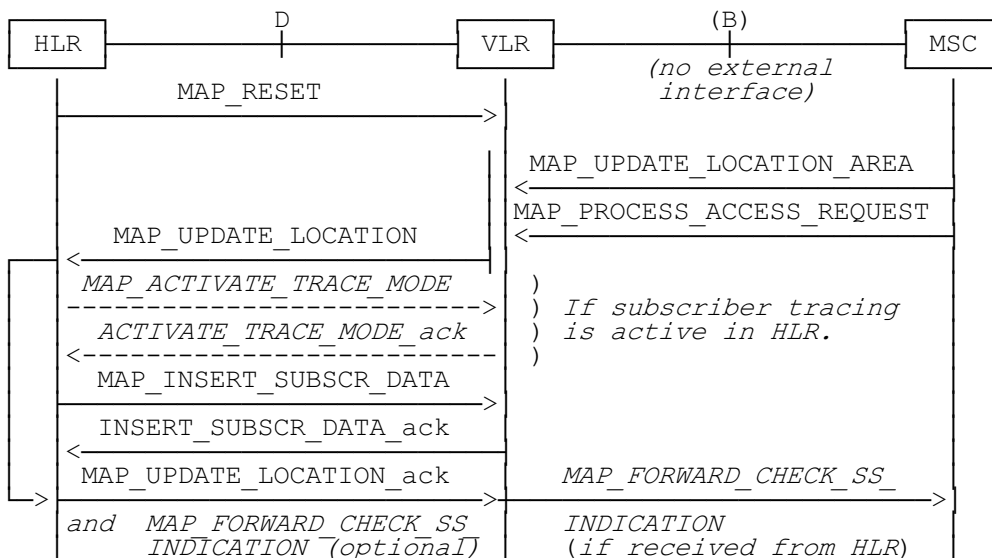 D (B)
HLR VLR MSC
(no external
interface)
MAP_RESET
MAP_UPDATE_LOCATION_AREA
MAP_PROCESS_ACCESS_REQUEST
MAP_UPDATE_LOCATION
MAP_ACTIVATE_TRACE_MODE )
) If subscriber tracing
ACTIVATE_TRACE_MODE_ack ) is active in HLR.
)
MAP_INSERT_SUBSCR_DATA
INSERT_SUBSCR_DATA_ack
MAP_UPDATE_LOCATION_ack MAP_FORWARD_CHECK_SS_
and MAP_FORWARD_CHECK_SS_ INDICATION
INDICATION (optional) (if received from HLR)